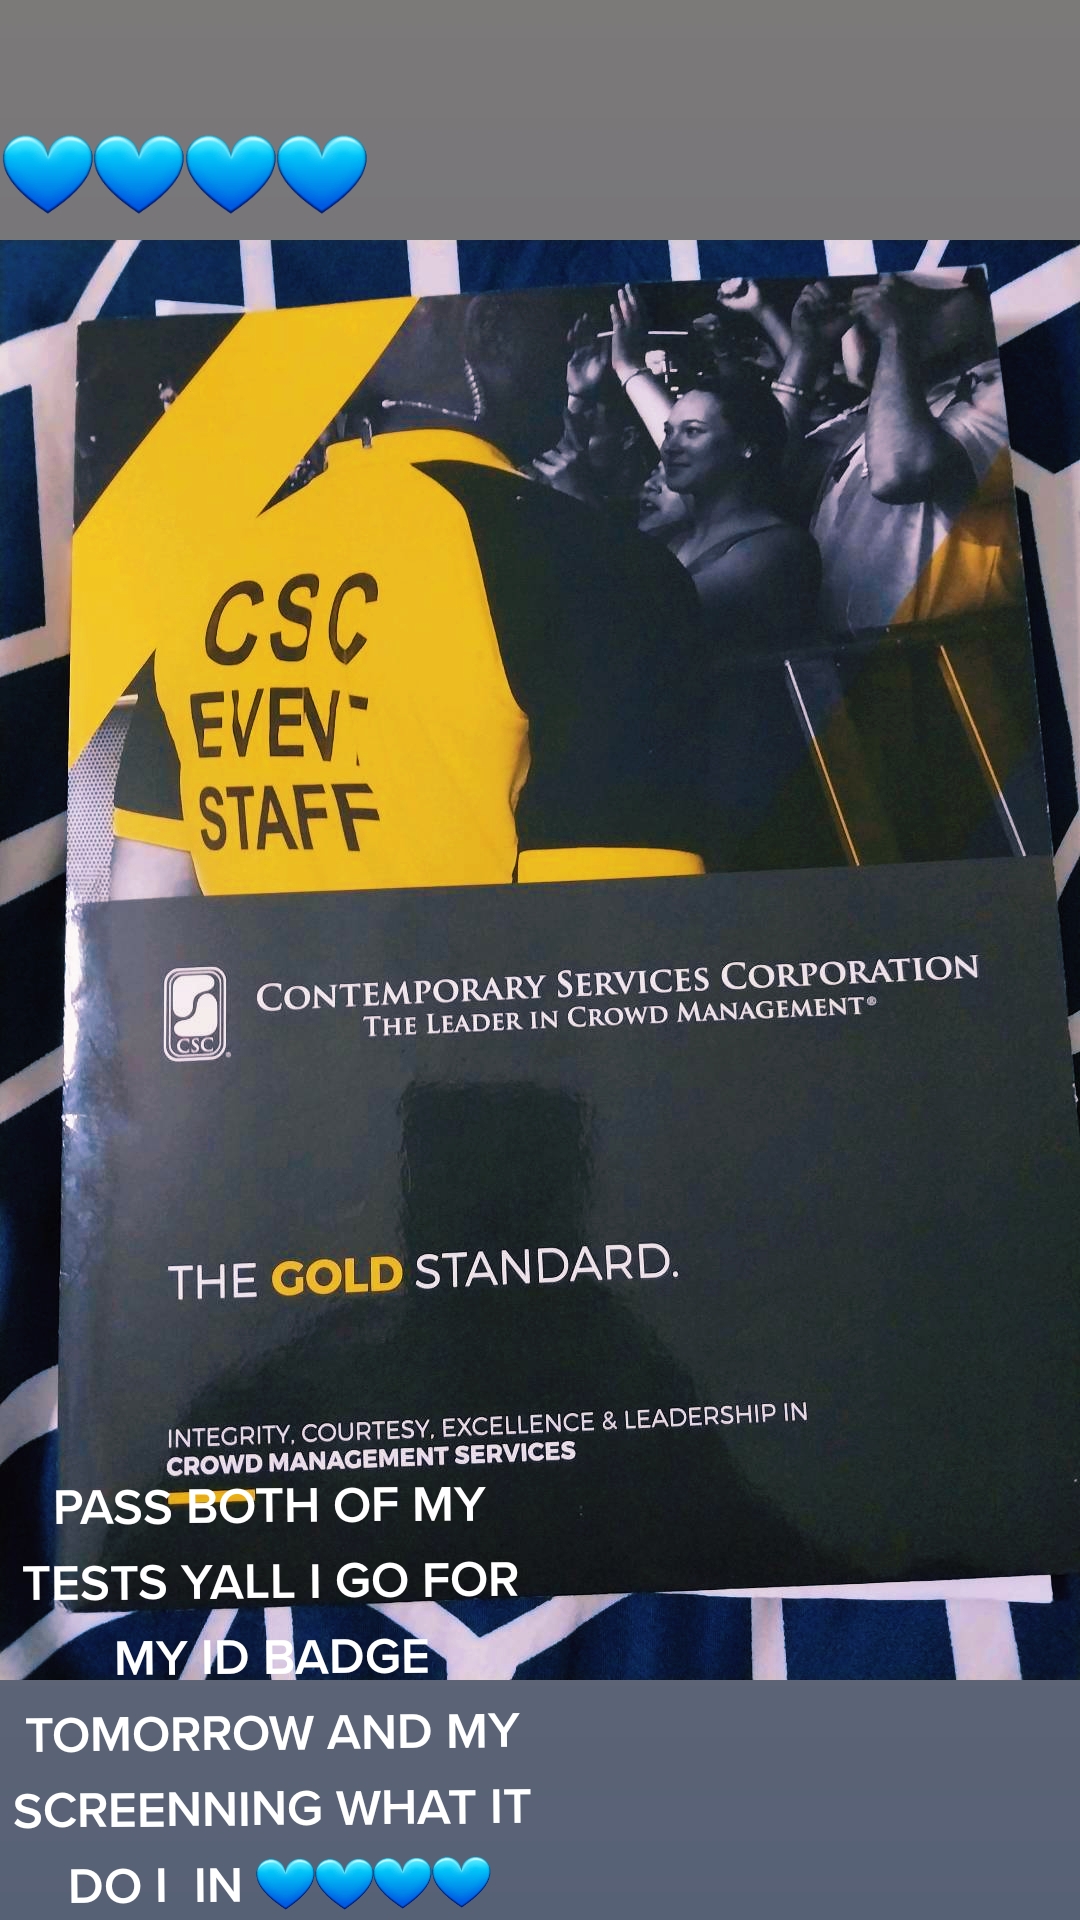 💙💙💙💙
CSC
EVENT
STAFF
CONTEMPORARY SERVICES CORPORATION
THE LEADER IN CROWD MANAGEMENT®
CSC®
THE GOLD STANDARD.
INTEGRITY, COURTESY, EXCELLENCE & LEADERSHIP IN
CROWD MANAGEMENT SERVICES
PASS BOTH OF MY
TESTS YALL I GO FOR
MY ID BADGE
TOMORROW AND MY
SCREENNING WHAT IT
DO I IN 💙💙💙💙